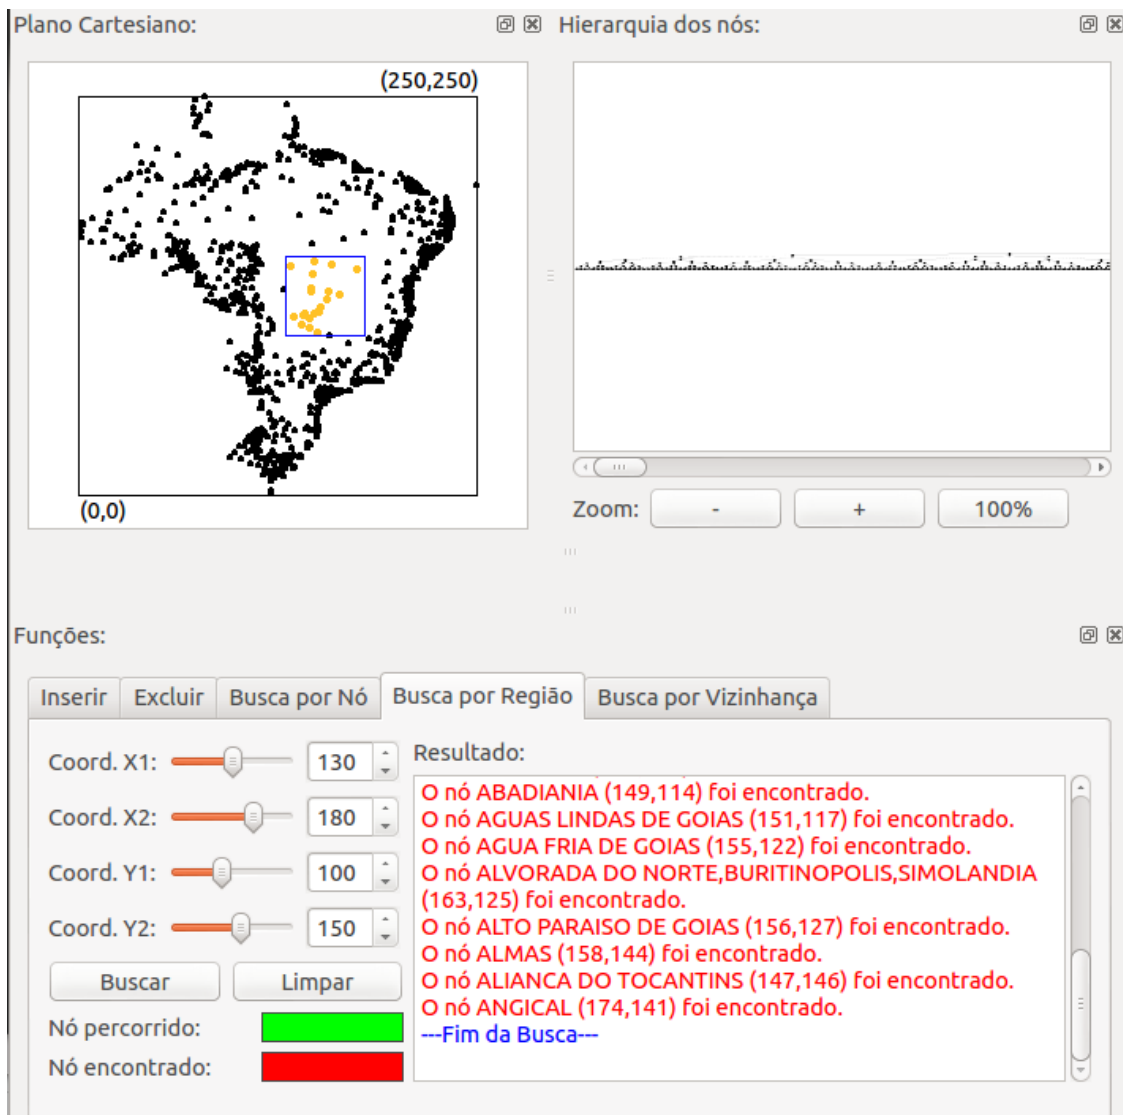 Plano Cartesiano:
Hierarquia dos nós:
(250,250)
(0,0)
Zoom:
-
+
100%
Funções:
Inserir
Excluir
Busca por Nó
Busca por Região
Busca por Vizinhança
Coord. X1:
130
Coord. X2:
180
Coord. Y1:
100
Coord. Y2:
150
Buscar
Limpar
Nó percorrido:
Nó encontrado:
Resultado:
O nó ABADIANIA (149,114) foi encontrado.
O nó AGUAS LINDAS DE GOIAS (151,117) foi encontrado.
O nó AGUA FRIA DE GOIAS (155,122) foi encontrado.
O nó ALVORADA DO NORTE,BURITINOPOLIS,SIMOLANDIA
(163,125) foi encontrado.
O nó ALTO PARAISO DE GOIAS (156,127) foi encontrado.
O nó ALMAS (158,144) foi encontrado.
O nó ALIANCA DO TOCANTINS (147,146) foi encontrado.
O nó ANGICAL (174,141) foi encontrado.
---Fim da Busca---